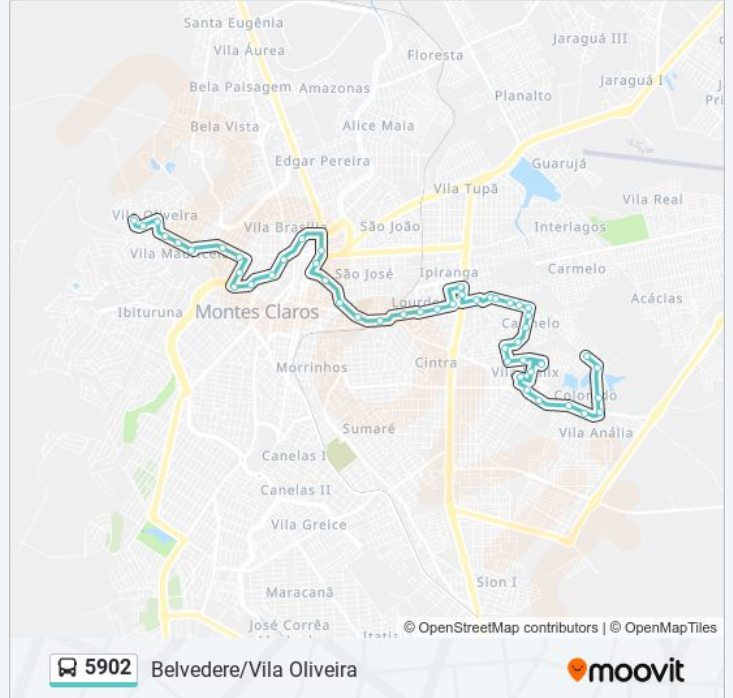 Santa Eugênia
Vila Áurea
Floresta
Jaraguá III
Jaraguá I
Bela Paisagem
Amazonas
Planalto
Bela Vista
Alice Maia
Edgar Pereira
Guarujá
Vila Tupã
Vila Real
Vila Oliveira
Vila Brasília
São João
Interlagos
Vila Mauricéia
São José
Ipiranga
Carmelo
Acácias
Ibituruna
Montes Claros
Lourdes
Carmelo
Morrinhos
Cintra
Colorado
Vila Anália
Sumaré
Canelas I
Canelas II
Vila Greice
Sion I
Maracanã
José Corrêa
© OpenStreetMap contributors | © OpenMapTiles
5902 Belvedere/Vila Oliveira
moovit